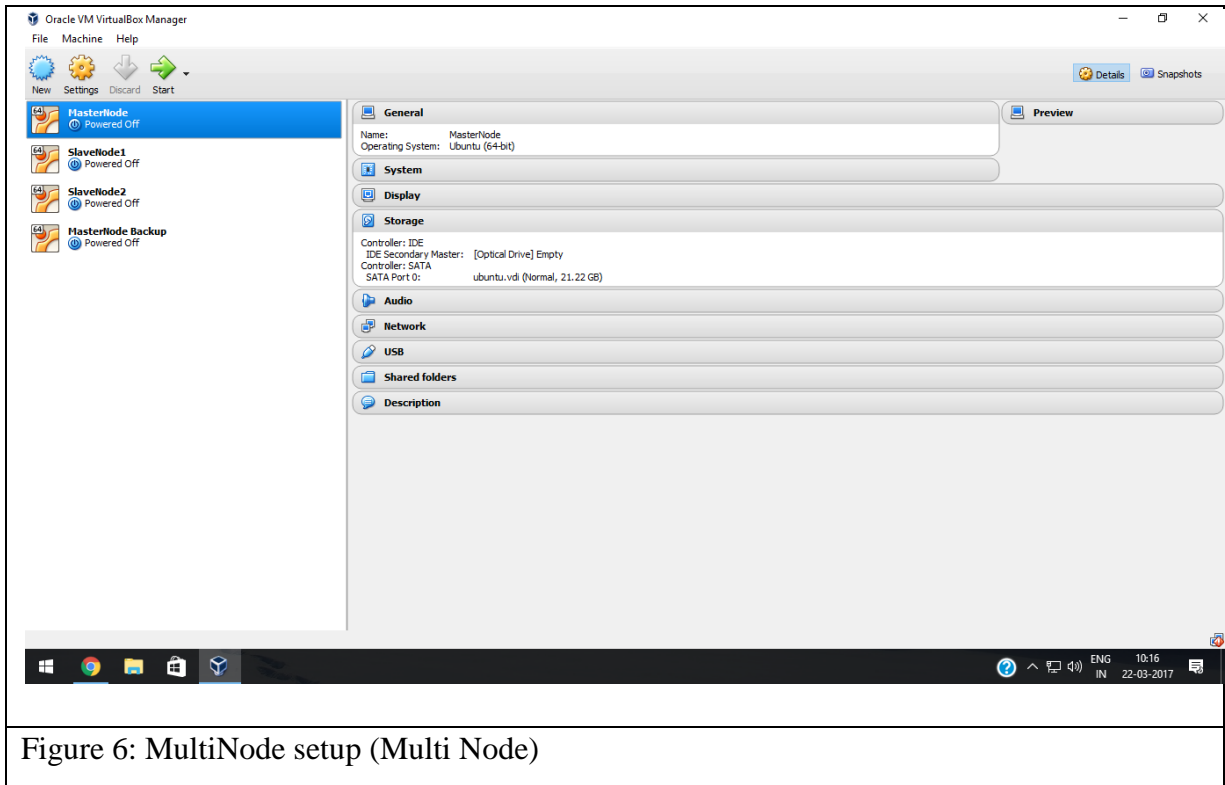 Oracle VM VirtualBox Manager
File Machine Help
New Settings Discard Start
Details Snapshots
64 MasterNode
Powered Off
64 SlaveNode1
Powered Off
64 SlaveNode2
Powered Off
64 MasterNode Backup
Powered Off
General
Name: MasterNode
Operating System: Ubuntu (64-bit)
Preview
System
Display
Storage
Controller: IDE
IDE Secondary Master: [Optical Drive] Empty
Controller: SATA
SATA Port 0: ubuntu.vdi (Normal, 21.22 GB)
Audio
Network
USB
Shared folders
Description
ENG 10:16
IN 22-03-2017
Figure 6: MultiNode setup (Multi Node)